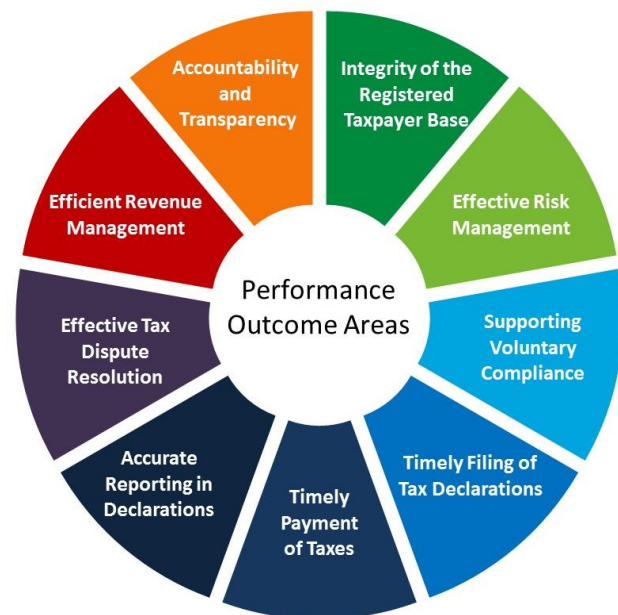 Performance
Outcome Areas
Integrity of the
Registered
Taxpayer Base
Effective Risk
Management
Supporting
Voluntary
Compliance
Timely Filing of
Tax Declarations
Timely
Payment
of Taxes
Accurate
Reporting in
Declarations
Effective Tax
Dispute
Resolution
Efficient Revenue
Management
Accountability
and
Transparency